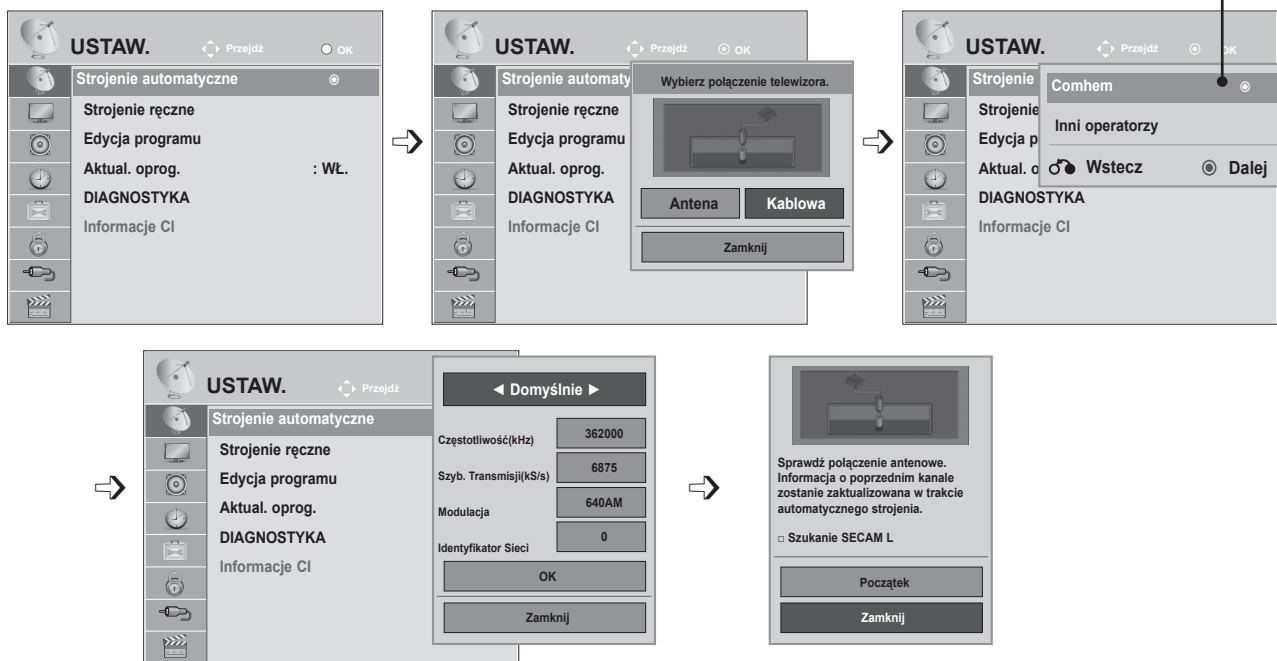 USTAW. Przejdź OK
Strojenie automatyczne
Strojenie ręczne
Edycja programu
Aktual. oprog. : WŁ.
DIAGNOSTYKA
Informacje CI
USTAW. Przejdź OK
Strojenie automaty
Strojenie ręczne
Edycja programu
Aktual. oprog.
DIAGNOSTYKA
Informacje CI
Wybierz połączenie telewizora.
Antena Kablowa
Zamknij
USTAW. Przejdź OK
Strojenie
Strojenie
Edycja p
Aktual. o
DIAGNOSTYKA
Informacje CI
Comhem
Inni operatorzy
Wstecz Dalej
USTAW. Przejdź
Strojenie automatyczne
Strojenie ręczne
Edycja programu
Aktual. oprog.
DIAGNOSTYKA
Informacje CI
◄ Domyślnie ►
Częstotliwość(kHz) 362000
Szyb. Transmisji(kS/s) 6875
Modulacja 640AM
Identyfikator Sieci 0
OK
Zamknij
Sprawdź połączenie antenowe.
Informacja o poprzednim kanale
zostanie zaktualizowana w trakcie
automatycznego strojenia.
□ Szukanie SECAM L
Początek
Zamknij